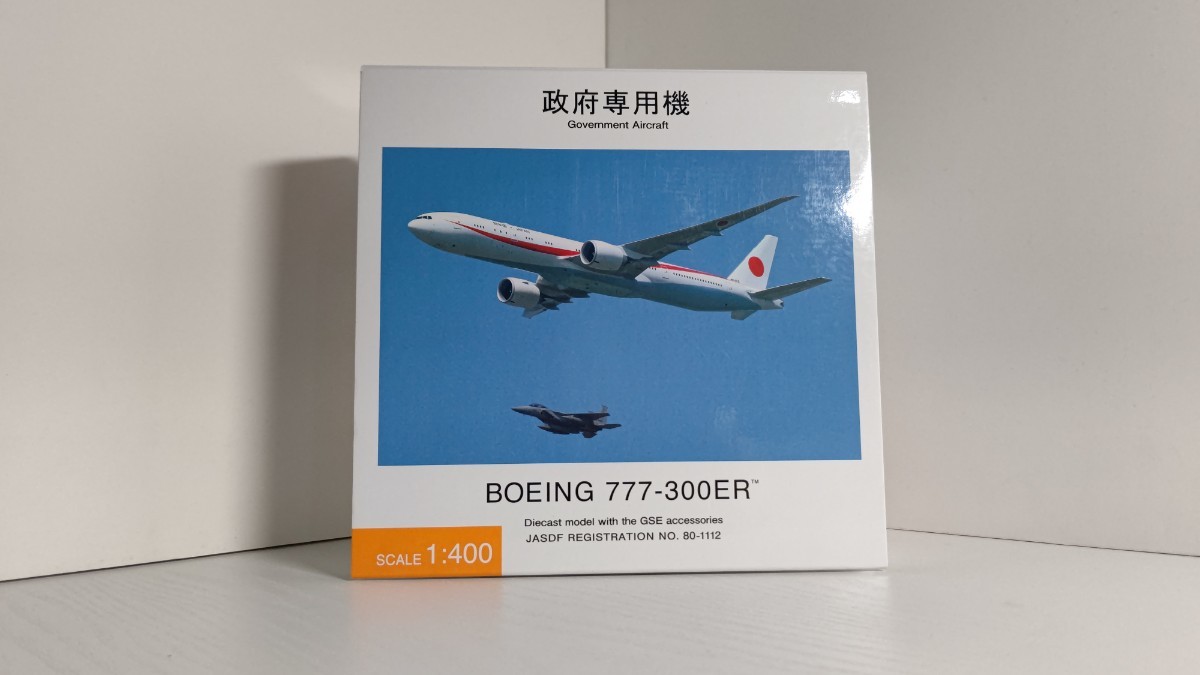 政府専用機
Government Aircraft
BOEING 777-300ER™
Diecast model with the GSE accessories
JASDF REGISTRATION NO. 80-1112
SCALE 1:400